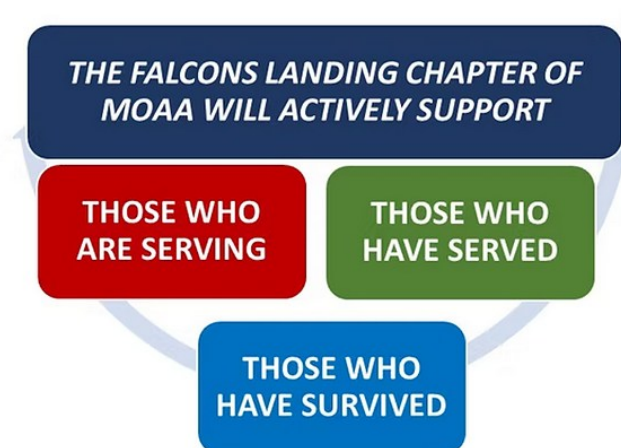 THE FALCONS LANDING CHAPTER OF
MOAA WILL ACTIVELY SUPPORT
THOSE WHO
ARE SERVING
THOSE WHO
HAVE SERVED
THOSE WHO
HAVE SURVIVED